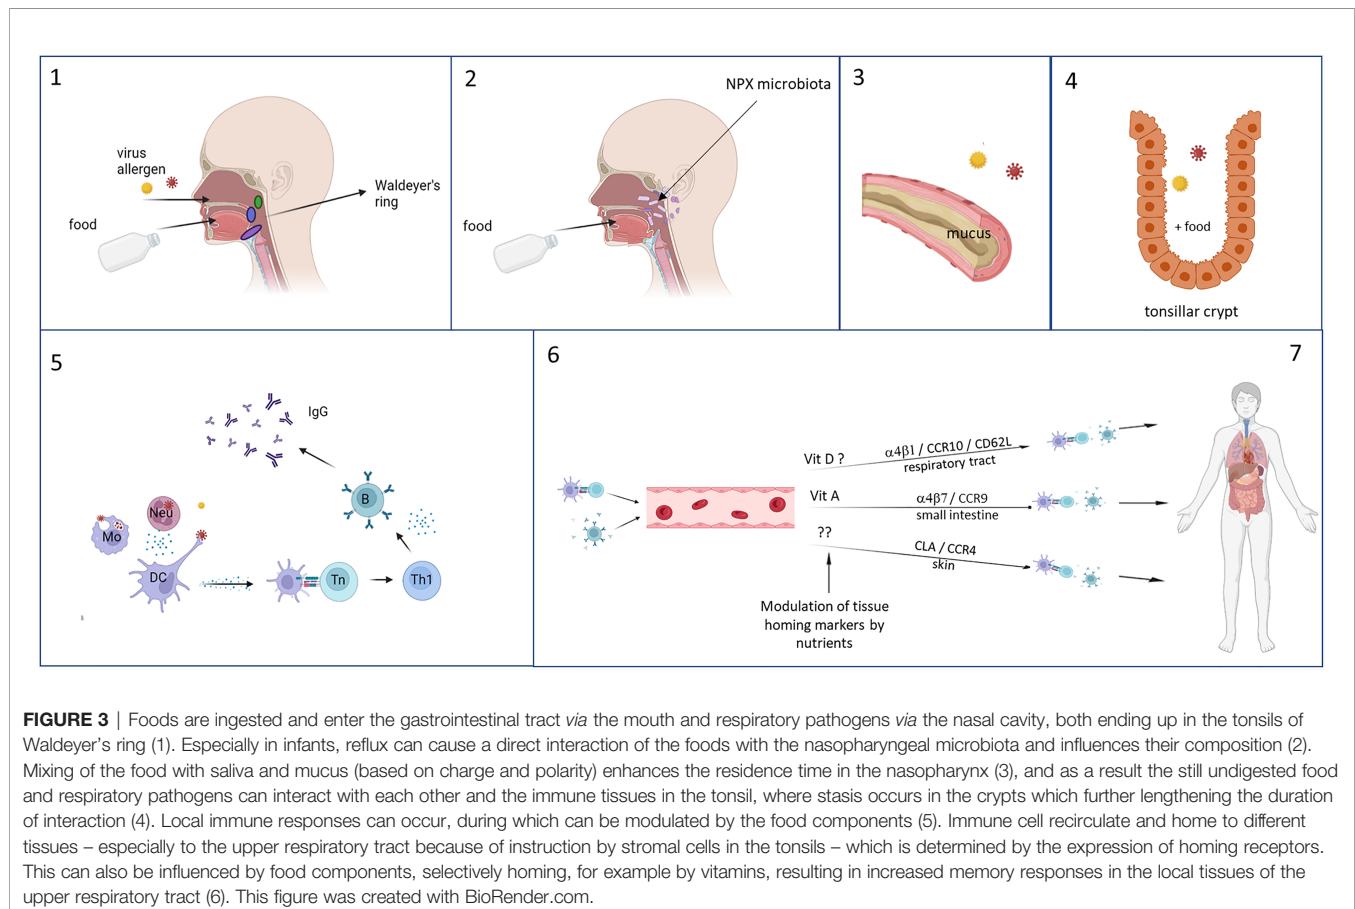 1
virus
allergen
food
Waldeyer's
ring
2
NPX microbiota
food
3
mucus
4
+ food
tonsillar crypt
5
IgG
B
Neu
Mo
DC
Tn
Th1
6
7
Vit D ?
α4β1 / CCR10 / CD62L
respiratory tract
Vit A
α4β7 / CCR9
small intestine
??
CLA / CCR4
skin
Modulation of tissue
homing markers by
nutrients
FIGURE 3 | Foods are ingested and enter the gastrointestinal tract via the mouth and respiratory pathogens via the nasal cavity, both ending up in the tonsils of
Waldeyer's ring (1). Especially in infants, reflux can cause a direct interaction of the foods with the nasopharyngeal microbiota and influences their composition (2).
Mixing of the food with saliva and mucus (based on charge and polarity) enhances the residence time in the nasopharynx (3), and as a result the still undigested food
and respiratory pathogens can interact with each other and the immune tissues in the tonsil, where stasis occurs in the crypts which further lengthening the duration
of interaction (4). Local immune responses can occur, during which can be modulated by the food components (5). Immune cell recirculate and home to different
tissues – especially to the upper respiratory tract because of instruction by stromal cells in the tonsils – which is determined by the expression of homing receptors.
This can also be influenced by food components, selectively homing, for example by vitamins, resulting in increased memory responses in the local tissues of the
upper respiratory tract (6). This figure was created with BioRender.com.